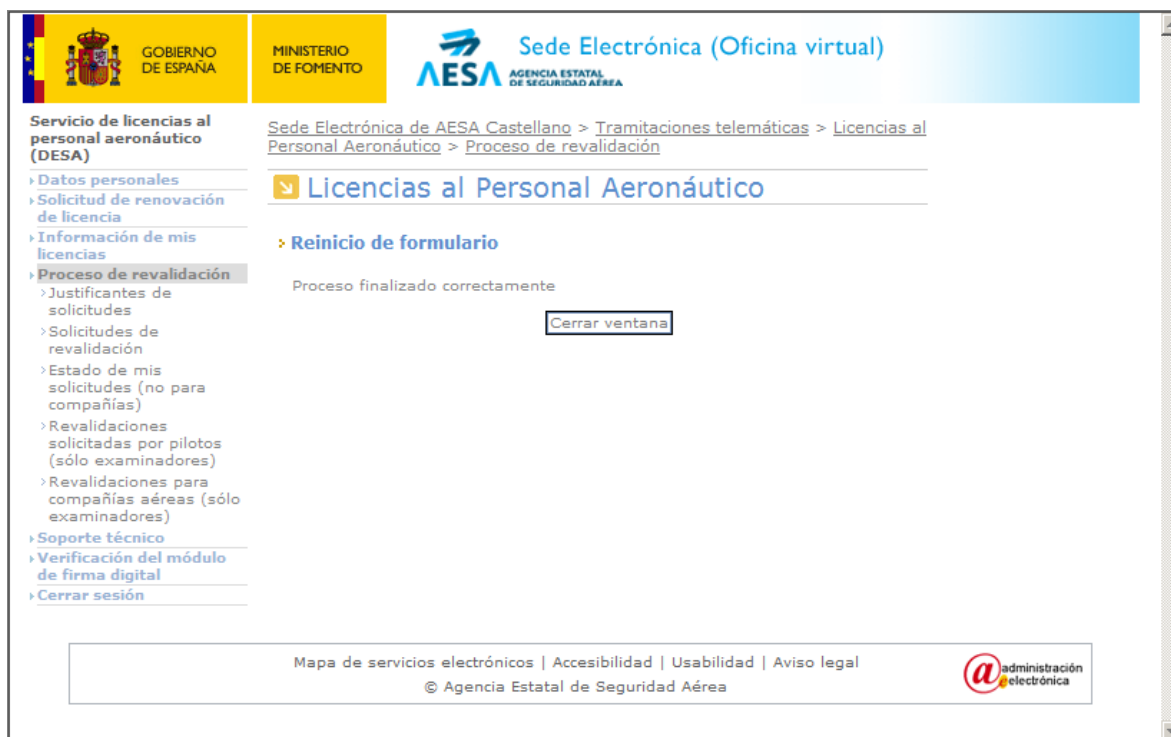 GOBIERNO
DE ESPAÑA
MINISTERIO
DE FOMENTO
AESA
AGENCIA ESTATAL
DE SEGURIDAD AÉREA
Sede Electrónica (Oficina virtual)
Servicio de licencias al
personal aeronáutico
(DESA)
Datos personales
Solicitud de renovación
de licencia
Información de mis
licencias
Proceso de revalidación
Justificantes de
solicitudes
Solicitudes de
revalidación
Estado de mis
solicitudes (no para
compañías)
Revalidaciones
solicitadas por pilotos
(sólo examinadores)
Revalidaciones para
compañías aéreas (sólo
examinadores)
Soporte técnico
Verificación del módulo
de firma digital
Cerrar sesión
Sede Electrónica de AESA Castellano > Tramitaciones telemáticas > Licencias al
Personal Aeronáutico > Proceso de revalidación
Licencias al Personal Aeronáutico
Reinicio de formulario
Proceso finalizado correctamente
Cerrar ventana
Mapa de servicios electrónicos | Accesibilidad | Usabilidad | Aviso legal
© Agencia Estatal de Seguridad Aérea
administración
electrónica